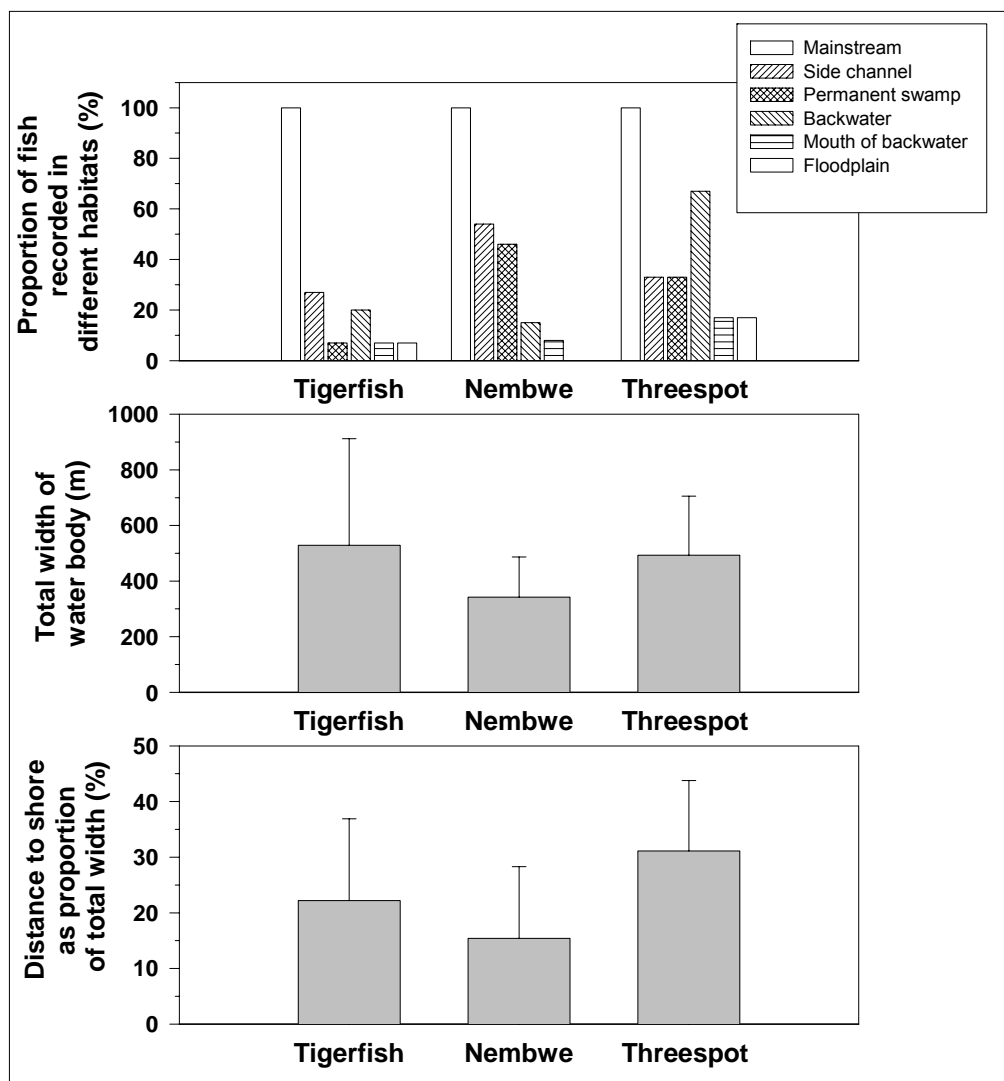 Mainstream
Side channel
Permanent swamp
Backwater
Mouth of backwater
Floodplain
Proportion of fish
recorded in
different habitats (%)
100
80
60
40
20
0
Tigerfish Nembwe Threespot
Total width of
water body (m)
1000
800
600
400
200
0
Tigerfish Nembwe Threespot
Distance to shore
as proportion
of total width (%)
50
40
30
20
10
0
Tigerfish Nembwe Threespot